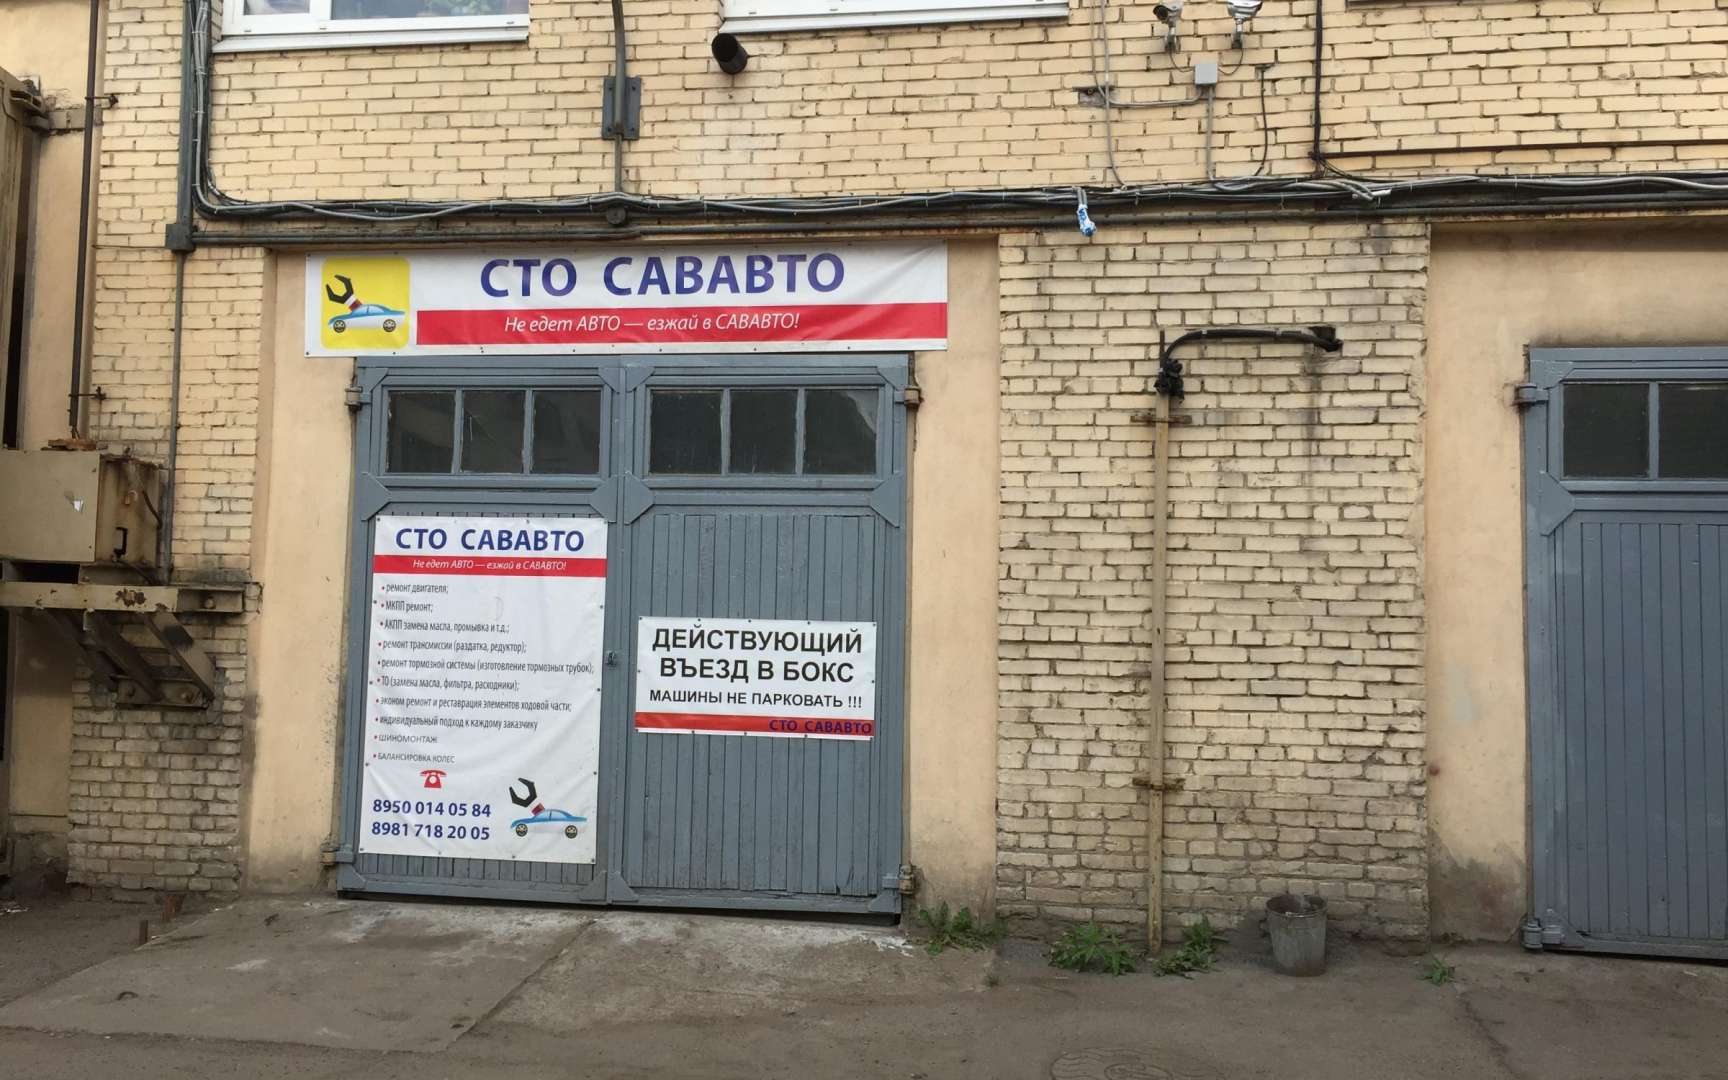 СТО САВАВТО
Не едет АВТО — езжай в САВАВТО!
СТО САВАВТО
Не едет АВТО — езжай в САВАВТО!
• ремонт двигателя;
• МКПП ремонт;
• АКПП замена масла, промывка и т.д.;
• ремонт трансмиссии (раздатка, редуктор);
• ремонт тормозной системы (изготовление тормозных трубок);
• ТО (замена масла, фильтра, расходники);
• эконом ремонт и реставрация элементов ходовой части;
• индивидуальный подход к каждому заказчику
• ШИНОМОНТАЖ
• БАЛАНСИРОВКА КОЛЕС
8950 014 05 84
8981 718 20 05
ДЕЙСТВУЮЩИЙ
ВЪЕЗД В БОКС
МАШИНЫ НЕ ПАРКОВАТЬ !!!
СТО САВАВТО